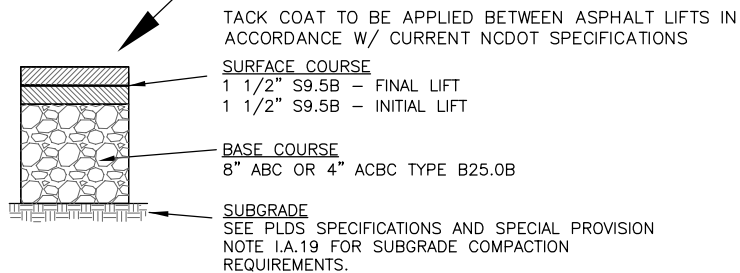 TACK COAT TO BE APPLIED BETWEEN ASPHALT LIFTS IN
ACCORDANCE W/ CURRENT NCDOT SPECIFICATIONS
SURFACE COURSE
1 1/2" S9.5B – FINAL LIFT
1 1/2" S9.5B – INITIAL LIFT
BASE COURSE
8" ABC OR 4" ACBC TYPE B25.0B
SUBGRADE
SEE PLDS SPECIFICATIONS AND SPECIAL PROVISION
NOTE I.A.19 FOR SUBGRADE COMPACTION
REQUIREMENTS.